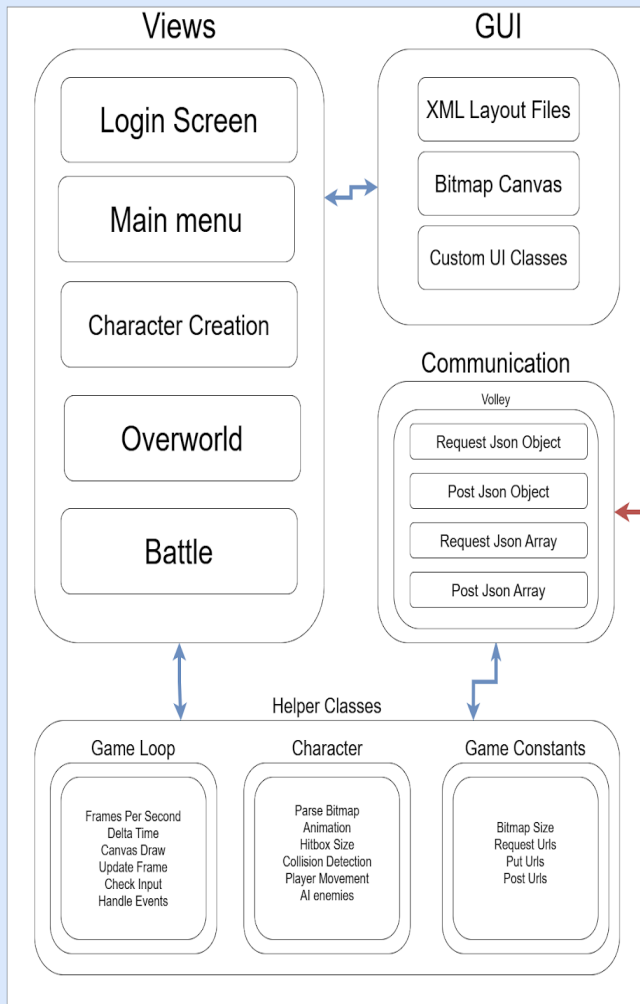 Views
Login Screen
Main menu
Character Creation
Overworld
Battle
GUI
XML Layout Files
Bitmap Canvas
Custom UI Classes
Communication
Volley
Request Json Object
Post Json Object
Request Json Array
Post Json Array
Helper Classes
Game Loop
Frames Per Second
Delta Time
Canvas Draw
Update Frame
Check Input
Handle Events
Character
Parse Bitmap
Animation
Hitbox Size
Collision Detection
Player Movement
AI enemies
Game Constants
Bitmap Size
Request Urls
Put Urls
Post Urls